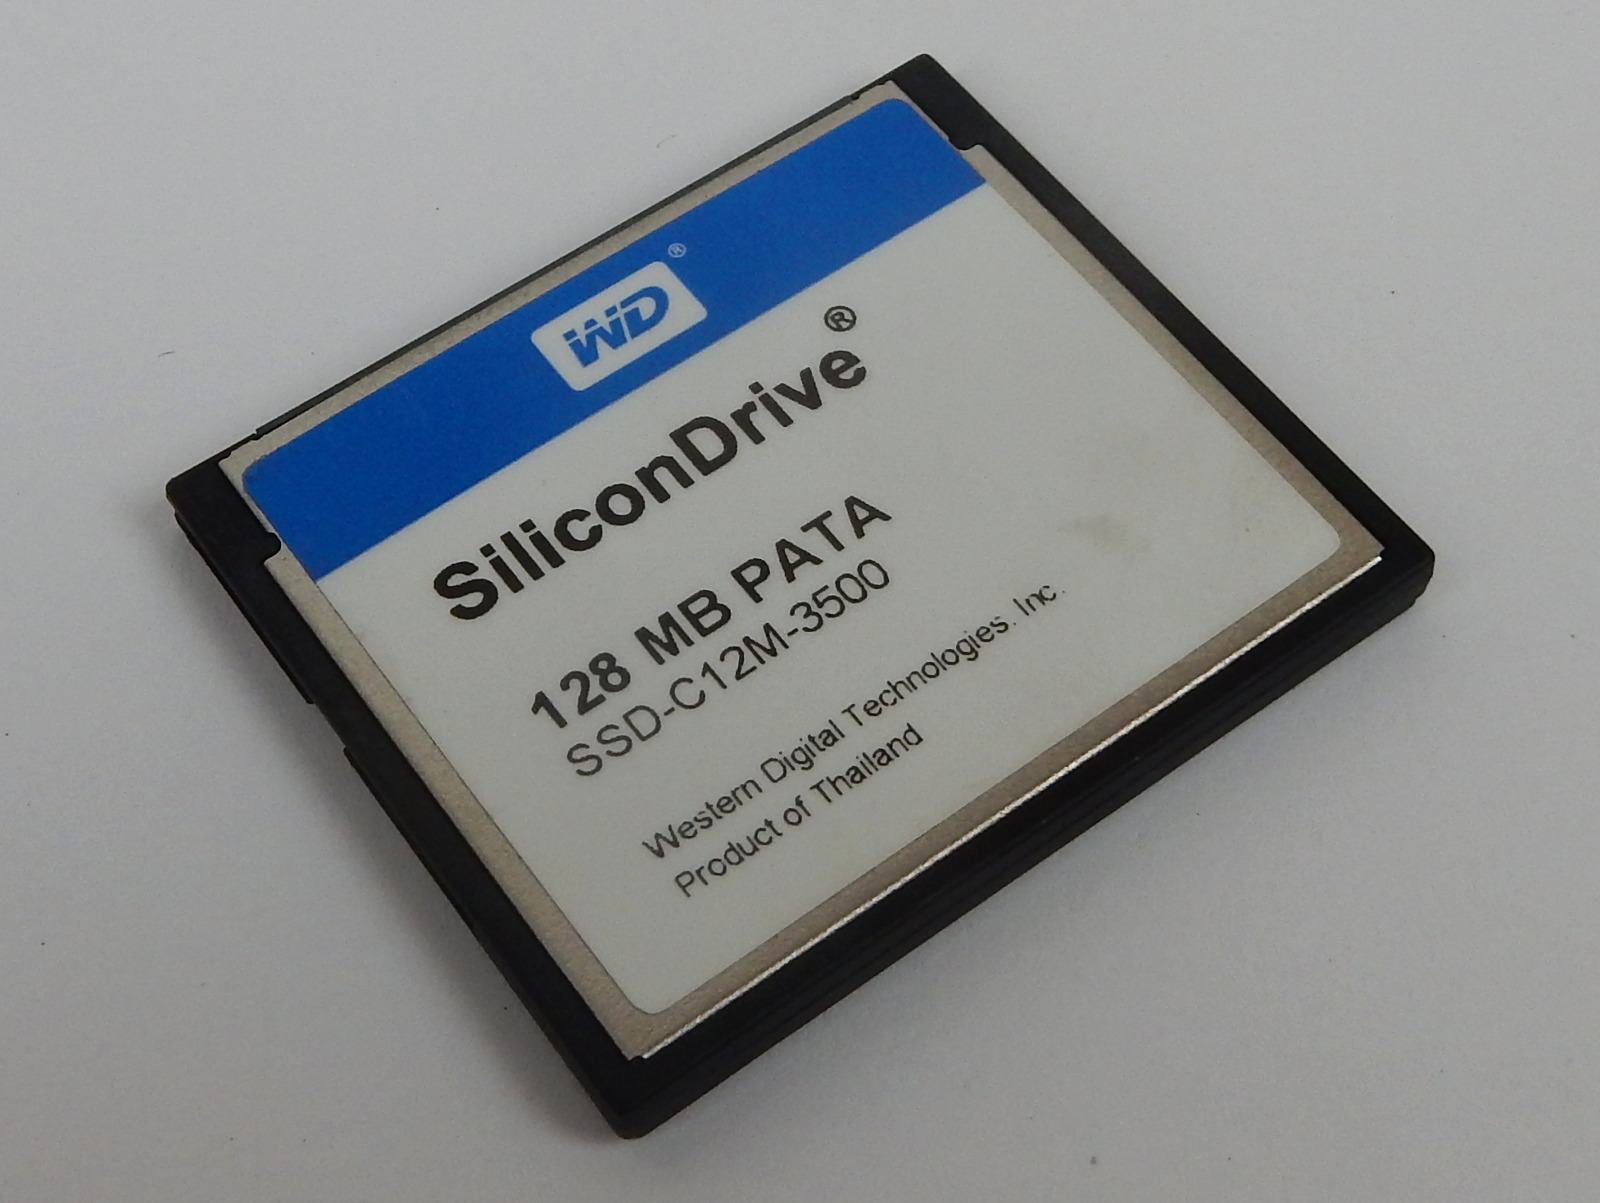 WD®
SiliconDrive®
128 MB PATA
SSD-C12M-3500
Western Digital Technologies. Inc.
Product of Thailand